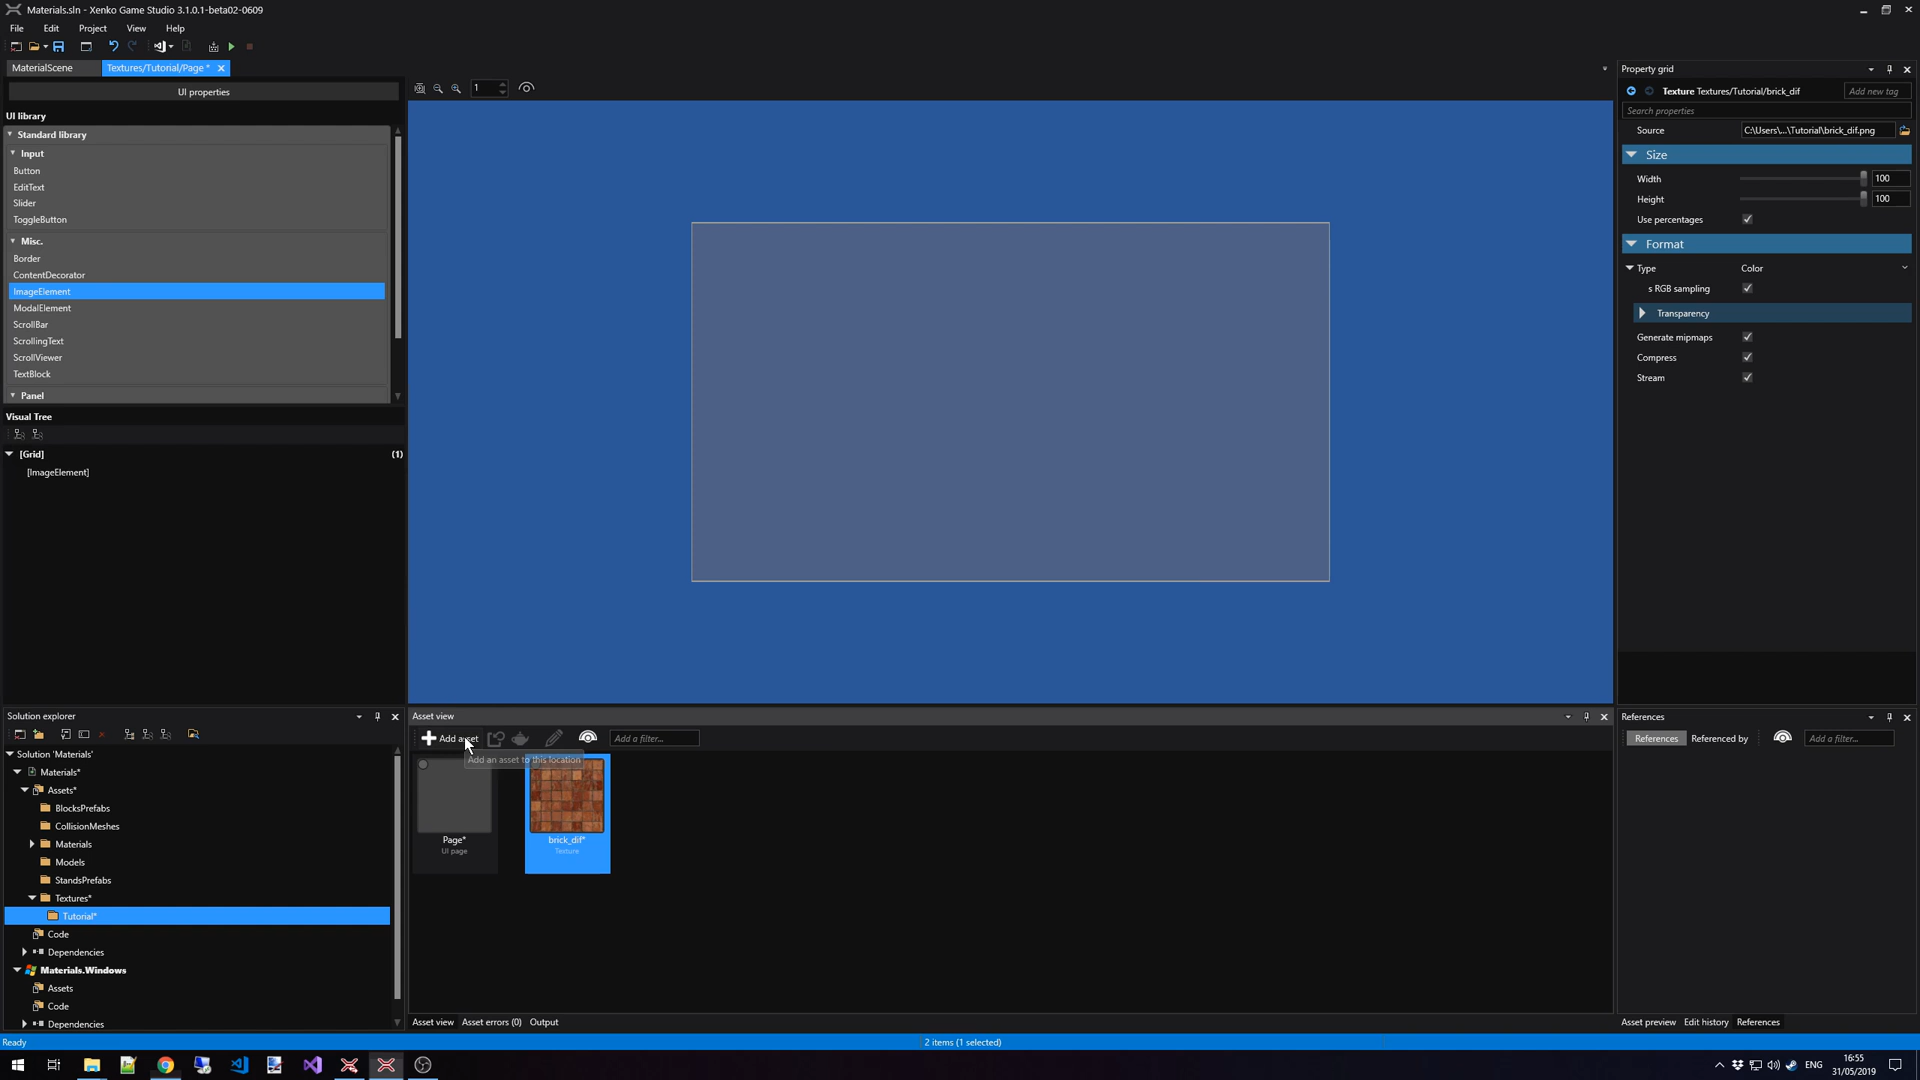 Materials.sln - Xenko Game Studio 3.1.0.1-beta02-0609
File Edit Project View Help
MaterialScene
Textures/Tutorial/Page *
UI properties
UI library
Standard library
Input
Button
EditText
Slider
ToggleButton
Misc.
Border
ContentDecorator
ImageElement
ModalElement
ScrollBar
ScrollingText
ScrollViewer
TextBlock
Panel
Visual Tree
[Grid] (1)
[ImageElement]
1
Property grid
Texture Textures/Tutorial/brick_dif
Add new tag
Search properties
Source C:\Users\...\Tutorial\brick_dif.png
Size
Width 100
Height 100
Use percentages
Format
Type Color
s RGB sampling
Transparency
Generate mipmaps
Compress
Stream
Solution explorer
Solution 'Materials'
Materials*
Assets*
BlocksPrefabs
CollisionMeshes
Materials
Models
StandsPrefabs
Textures*
Tutorial*
Code
Dependencies
Materials.Windows
Assets
Code
Dependencies
Asset view
Add asset
Add a filter...
Add an asset to this location
Page*
UI page
brick_dif*
Texture
Asset view Asset errors (0) Output
References
References Referenced by
Add a filter...
Asset preview Edit history References
Ready
2 items (1 selected)
ENG
16:55
31/05/2019